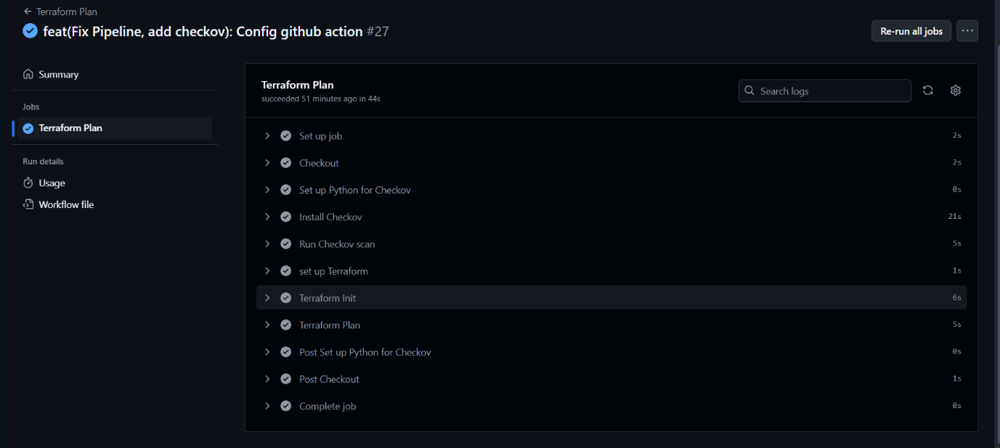 Terraform Plan
feat(Fix Pipeline, add checkov): Config github action #27
Re-run all jobs
Summary
Jobs
Terraform Plan
Run details
Usage
Workflow file
Terraform Plan
succeeded 51 minutes ago in 44s
Search logs
Set up job 2s
Checkout 2s
Set up Python for Checkov 0s
Install Checkov 21s
Run Checkov scan 5s
set up Terraform 1s
Terraform Init 6s
Terraform Plan 5s
Post Set up Python for Checkov 0s
Post Checkout 1s
Complete job 0s